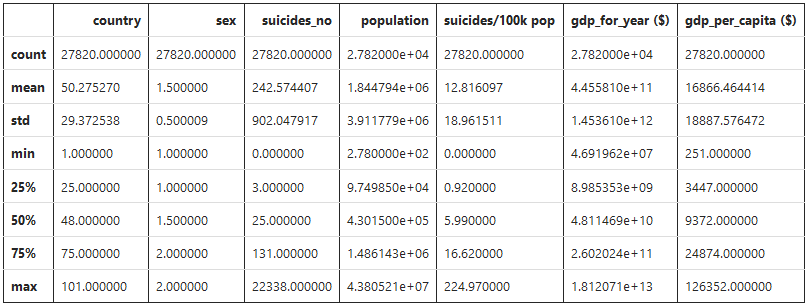 country sex suicides_no population suicides/100k pop gdp_for_year ($) gdp_per_capita ($)
count 27820.000000 27820.000000 27820.000000 2.782000e+04 27820.000000 2.782000e+04 27820.000000
mean 50.275270 1.500000 242.574407 1.844794e+06 12.816097 4.455810e+11 16866.464414
std 29.372538 0.500009 902.047917 3.911779e+06 18.961511 1.453610e+12 18887.576472
min 1.000000 1.000000 0.000000 2.780000e+02 0.000000 4.691962e+07 251.000000
25% 25.000000 1.000000 3.000000 9.749850e+04 0.920000 8.985353e+09 3447.000000
50% 48.000000 1.500000 25.000000 4.301500e+05 5.990000 4.811469e+10 9372.000000
75% 75.000000 2.000000 131.000000 1.486143e+06 16.620000 2.602024e+11 24874.000000
max 101.000000 2.000000 22338.000000 4.380521e+07 224.970000 1.812071e+13 126352.000000